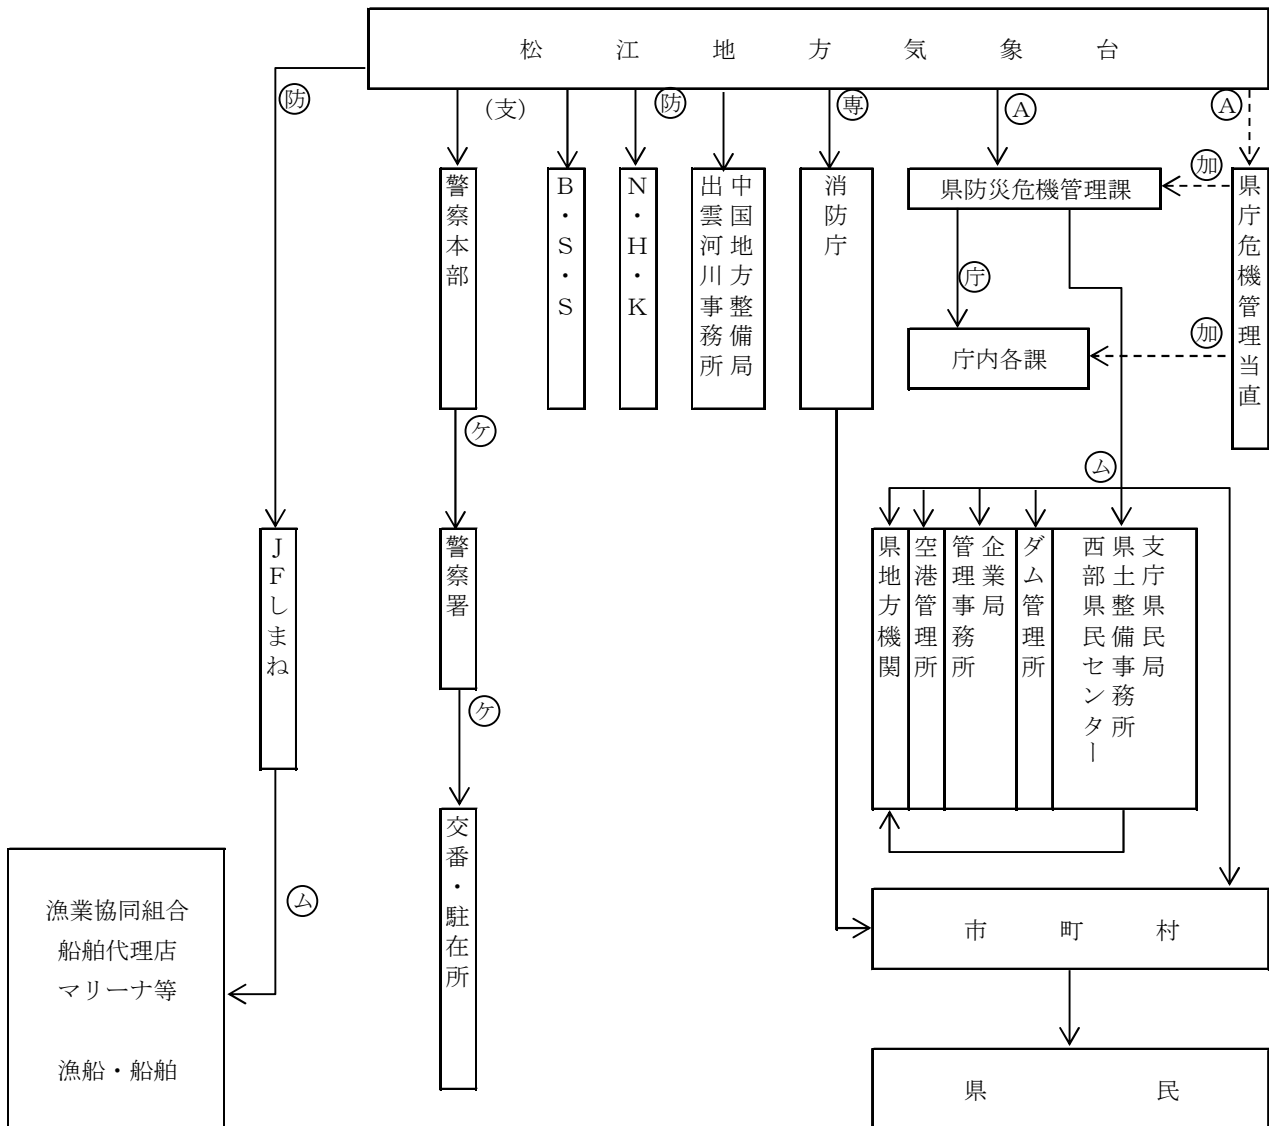 松江地方気象台
防
(支)
防
専
A
A
警察本部
B・S・S
N・H・K
中国地方整備局
出雲河川事務所
消防庁
県防災危機管理課
加
県庁危機管理当直
庁
加
庁内各課
ケ
ム
JFしまね
警察署
県地方機関
空港管理所
企業局
管理事務所
ダム管理所
支庁県民局
県土整備事務所
西部県民センター
ケ
交番・駐在所
ム
漁業協同組合
船舶代理店
マリーナ等
漁船・船舶
市町村
県民